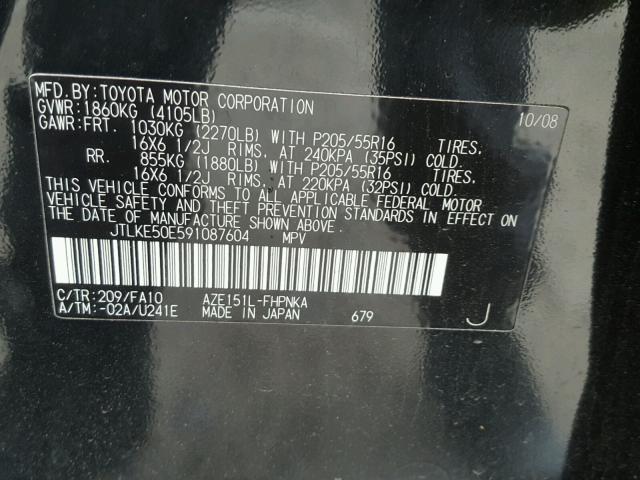 MFD. BY: TOYOTA MOTOR CORPORATION 10/08
GVWR: 1860KG (4105LB)
GAWR: FRT. 1030KG (2270LB) WITH P205/55R16 TIRES,
16X6 1/2J RIMS, AT 240KPA (35PSI) COLD.
RR. 855KG (1880LB) WITH P205/55R16 TIRES,
16X6 1/2J RIMS, AT 220KPA (32PSI) COLD.
THIS VEHICLE CONFORMS TO ALL APPLICABLE FEDERAL MOTOR
VEHICLE SAFETY AND THEFT PREVENTION STANDARDS IN EFFECT ON
THE DATE OF MANUFACTURE SHOWN ABOVE.
JTLKE50E591087604 MPV
C/TR: 209/FA10 AZE151L-FHPNKA
A/TM: -02A/U241E MADE IN JAPAN 679 J